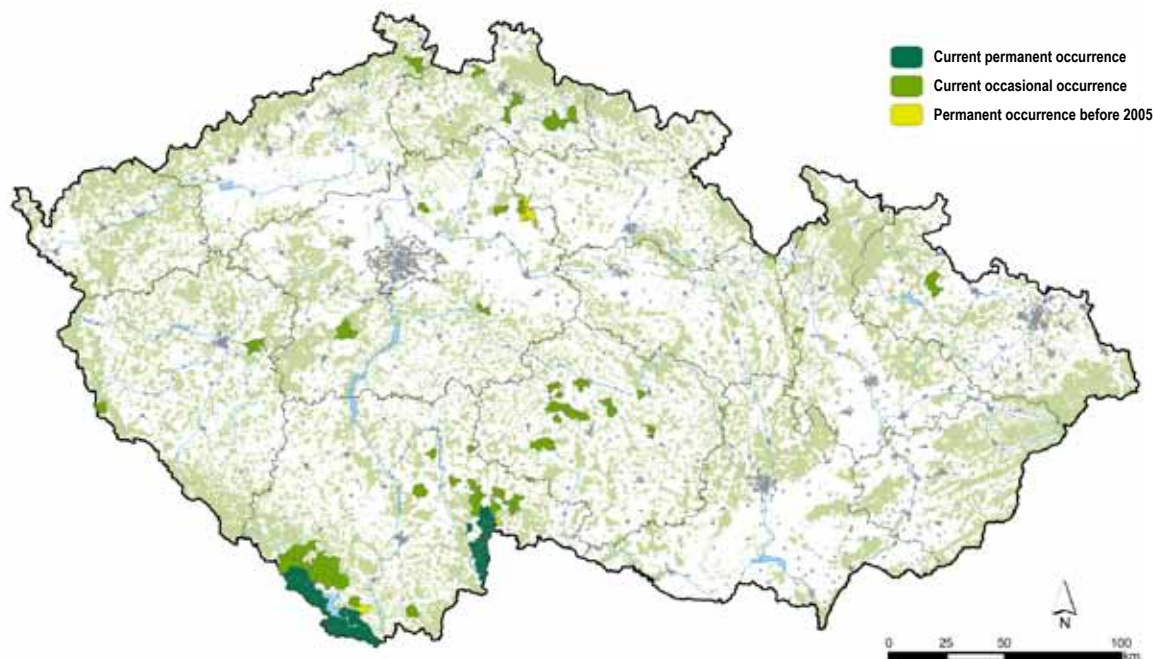 Current permanent occurrence
Current occasional occurrence
Permanent occurrence before 2005
N
0 25 50 100
km